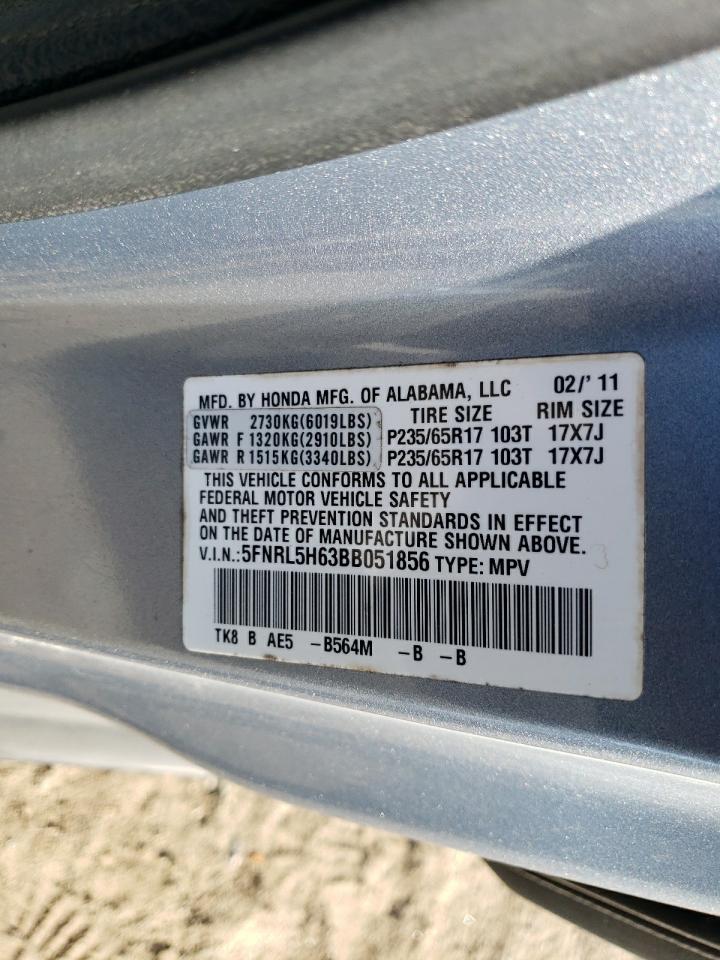 MFD. BY HONDA MFG. OF ALABAMA, LLC 02/'11
GVWR 2730KG(6019LBS) TIRE SIZE RIM SIZE
GAWR F 1320KG(2910LBS) P235/65R17 103T 17X7J
GAWR R 1515KG(3340LBS) P235/65R17 103T 17X7J
THIS VEHICLE CONFORMS TO ALL APPLICABLE
FEDERAL MOTOR VEHICLE SAFETY
AND THEFT PREVENTION STANDARDS IN EFFECT
ON THE DATE OF MANUFACTURE SHOWN ABOVE.
V.I.N.:5FNRL5H63BB051856 TYPE: MPV
TK8 B AE5 -B564M -B -B